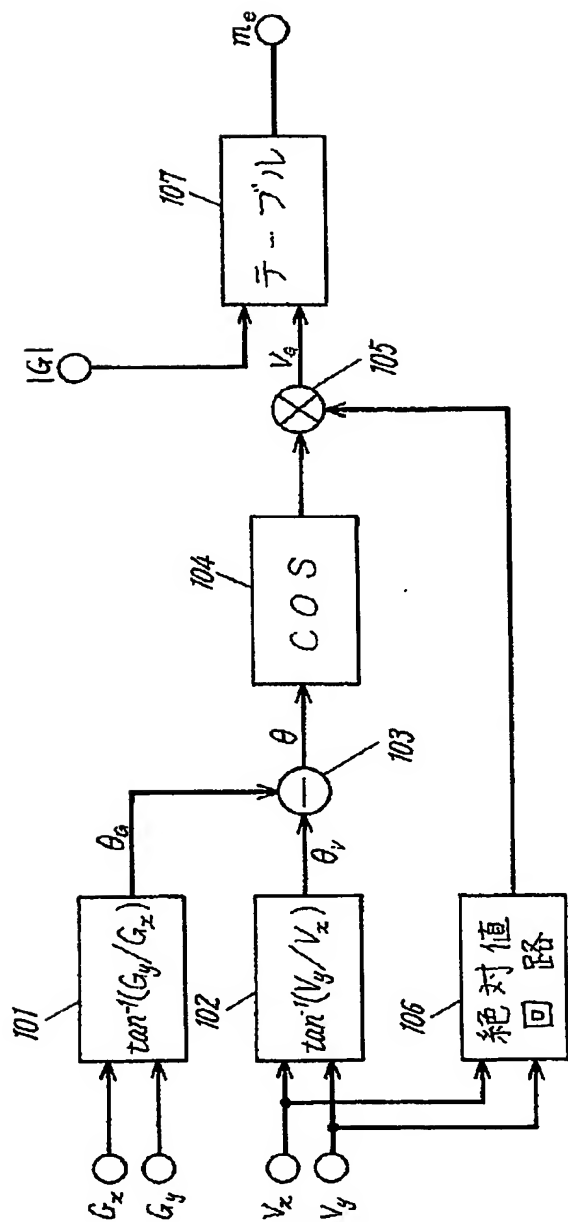 G_x
G_y
101
tan⁻¹(G_y/G_x)
θ_G
V_x
V_y
102
tan⁻¹(V_y/V_x)
θ_V
103
θ
104
COS
106
絶対値
回路
105
V_G
|G|
107
テーブル
m_e